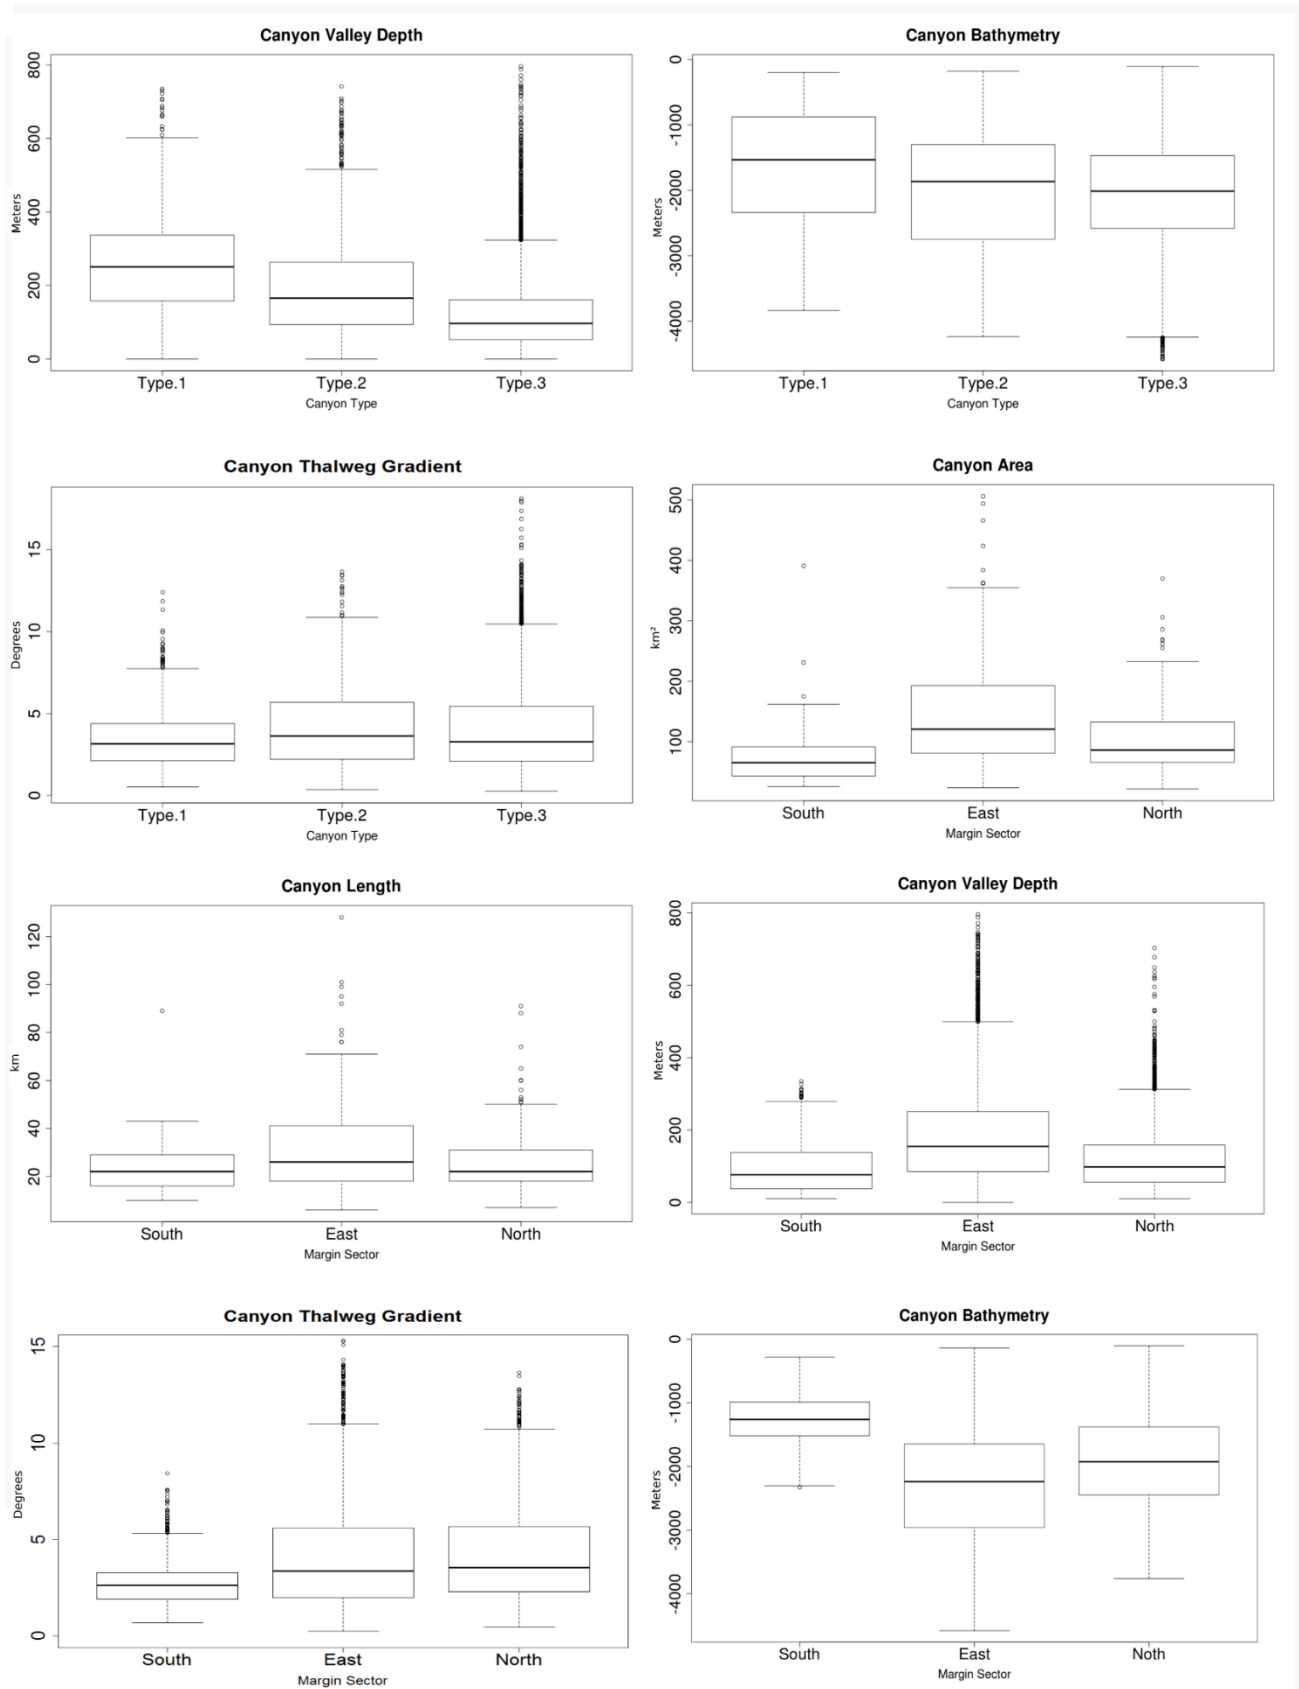 Canyon Valley Depth
Meters
800
600
400
200
0
Type.1 Type.2 Type.3
Canyon Type
Canyon Bathymetry
Meters
0
-1000
-2000
-3000
-4000
Type.1 Type.2 Type.3
Canyon Type
Canyon Thalweg Gradient
Degrees
15
10
5
0
Type.1 Type.2 Type.3
Canyon Type
Canyon Area
km²
500
400
300
200
100
South East North
Margin Sector
Canyon Length
km
120
100
80
60
40
20
South East North
Margin Sector
Canyon Valley Depth
Meters
800
600
400
200
0
South East North
Margin Sector
Canyon Thalweg Gradient
Degrees
15
10
5
0
South East North
Margin Sector
Canyon Bathymetry
Meters
0
-1000
-2000
-3000
-4000
South East Noth
Margin Sector